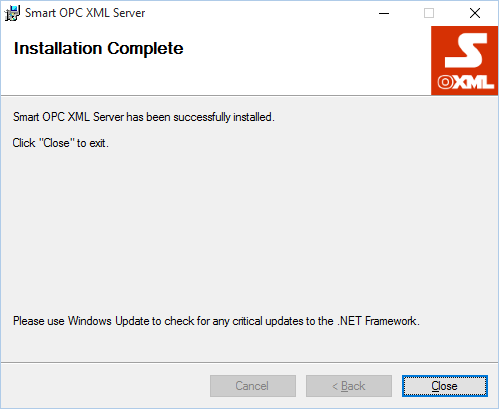 Smart OPC XML Server
Installation Complete
S
OXML
Smart OPC XML Server has been successfully installed.
Click "Close" to exit.
Please use Windows Update to check for any critical updates to the .NET Framework.
Cancel
< Back
Close